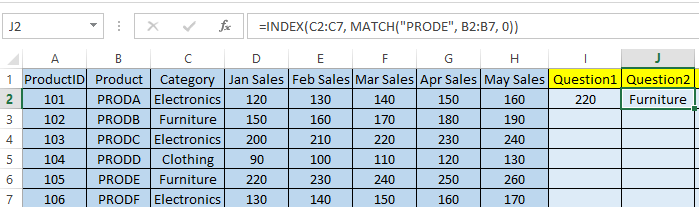 J2 fx =INDEX(C2:C7, MATCH("PRODE", B2:B7, 0))
A B C D E F G H I J
1 ProductID Product Category Jan Sales Feb Sales Mar Sales Apr Sales May Sales Question1 Question2
2 101 PRODA Electronics 120 130 140 150 160 220 Furniture
3 102 PRODB Furniture 150 160 170 180 190
4 103 PRODC Electronics 200 210 220 230 240
5 104 PRODD Clothing 90 100 110 120 130
6 105 PRODE Furniture 220 230 240 250 260
7 106 PRODF Electronics 130 140 150 160 170